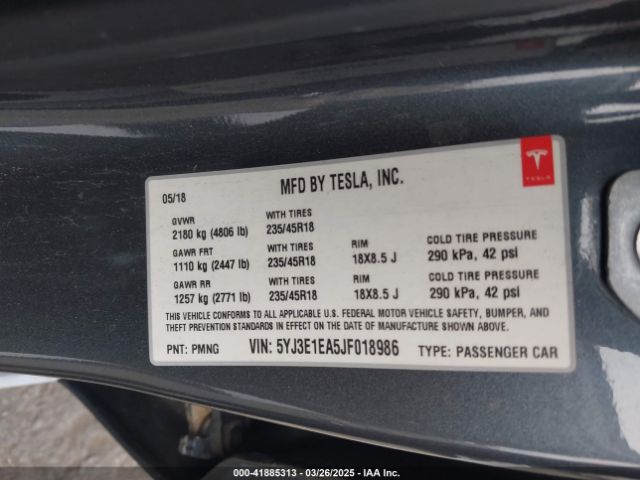 MFD BY TESLA, INC.
TESLA
05/18
GVWR WITH TIRES
2180 kg (4806 lb) 235/45R18
GAWR FRT WITH TIRES RIM COLD TIRE PRESSURE
1110 kg (2447 lb) 235/45R18 18X8.5 J 290 kPa, 42 psi
GAWR RR WITH TIRES RIM COLD TIRE PRESSURE
1257 kg (2771 lb) 235/45R18 18X8.5 J 290 kPa, 42 psi
THIS VEHICLE CONFORMS TO ALL APPLICABLE U.S. FEDERAL MOTOR VEHICLE SAFETY, BUMPER, AND
THEFT PREVENTION STANDARDS IN EFFECT ON THE DATE OF MANUFACTURE SHOWN ABOVE.
PNT: PMNG VIN: 5YJ3E1EA5JF018986 TYPE: PASSENGER CAR
000-41885313 — 03/26/2025 — IAA Inc.